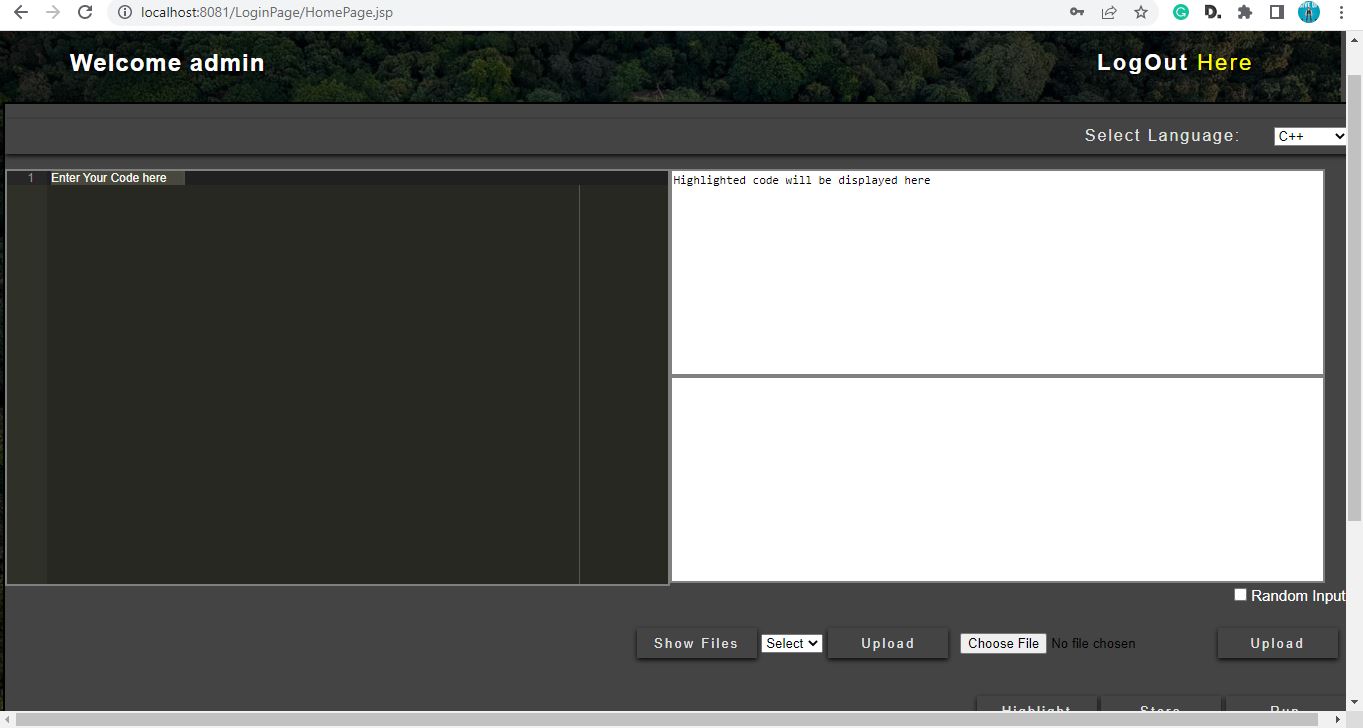 localhost:8081/LoginPage/HomePage.jsp
Welcome admin
LogOut Here
Select Language: C++
1 Enter Your Code here
Highlighted code will be displayed here
Random Input
Show Files Select Upload Choose File No file chosen Upload
Highlight Store Run